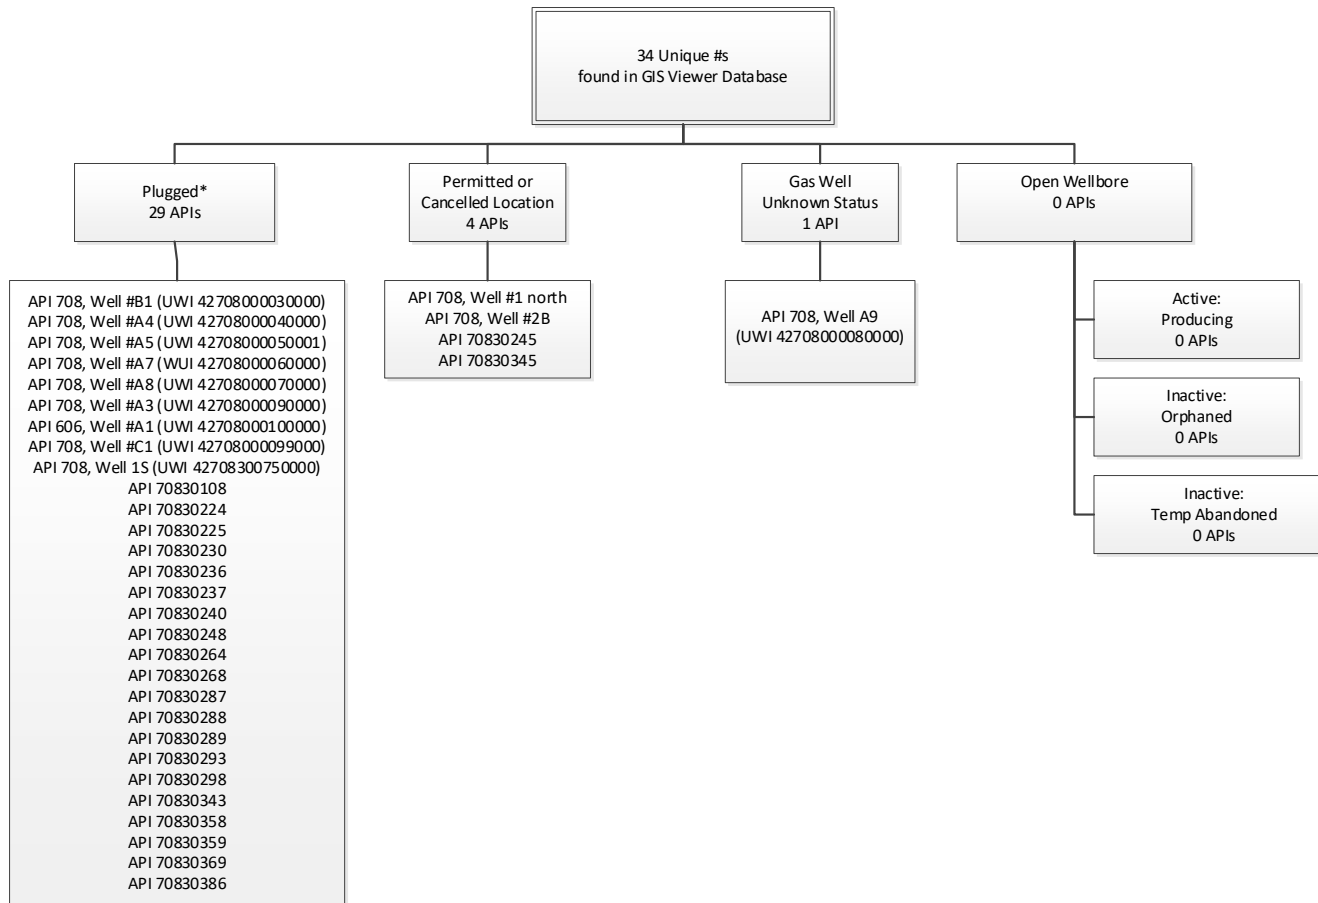 34 Unique #s
found in GIS Viewer Database
Plugged*
29 APIs
Permitted or
Cancelled Location
4 APIs
Gas Well
Unknown Status
1 API
Open Wellbore
0 APIs
API 708, Well #B1 (UWI 42708000030000)
API 708, Well #A4 (UWI 42708000040000)
API 708, Well #A5 (UWI 42708000050001)
API 708, Well #A7 (WUI 42708000060000)
API 708, Well #A8 (UWI 42708000070000)
API 708, Well #A3 (UWI 42708000090000)
API 606, Well #A1 (UWI 42708000100000)
API 708, Well #C1 (UWI 42708000099000)
API 708, Well 1S (UWI 42708300750000)
API 70830108
API 70830224
API 70830225
API 70830230
API 70830236
API 70830237
API 70830240
API 70830248
API 70830264
API 70830268
API 70830287
API 70830288
API 70830289
API 70830293
API 70830298
API 70830343
API 70830358
API 70830359
API 70830369
API 70830386
API 708, Well #1 north
API 708, Well #2B
API 70830245
API 70830345
API 708, Well A9
(UWI 42708000080000)
Active:
Producing
0 APIs
Inactive:
Orphaned
0 APIs
Inactive:
Temp Abandoned
0 APIs